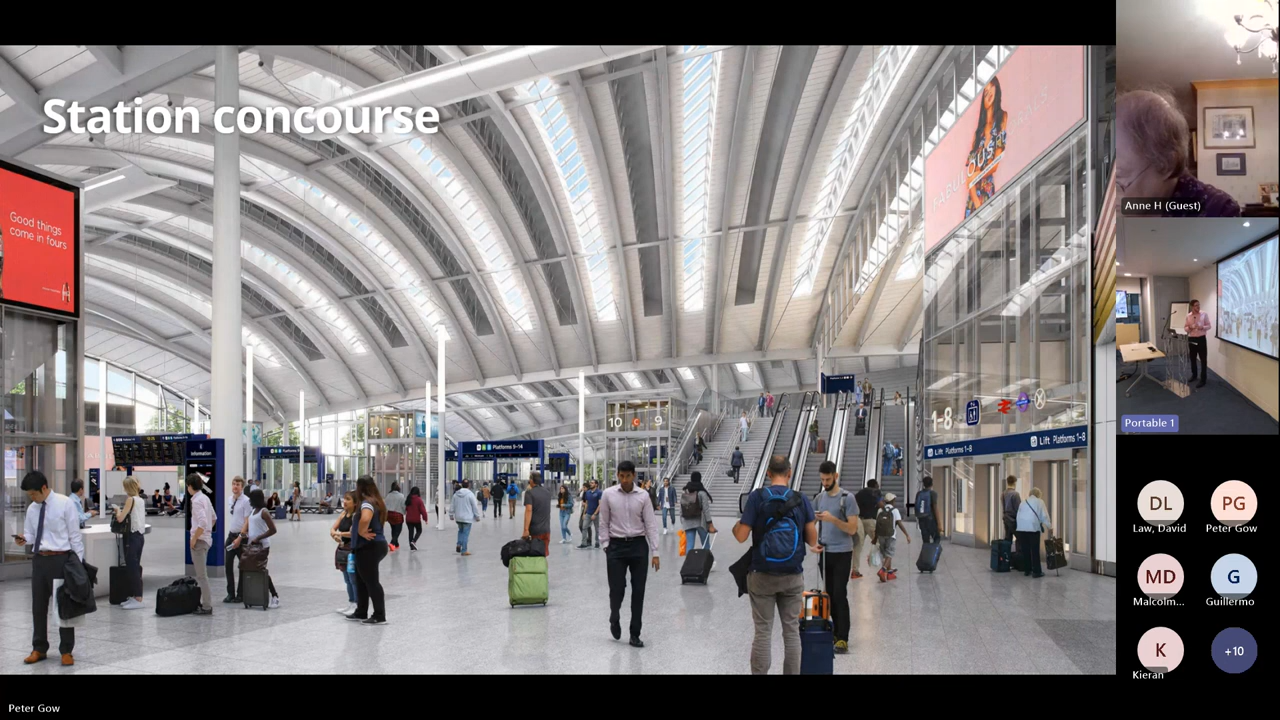 Station concourse
Good things
come in fours
FABULOUS
12
10
9
Platforms 9-14
Information
1-8
Lift Platforms 1-8
Lift Platforms 1-8
Anne H (Guest)
Portable 1
DL
Law, David
PG
Peter Gow
MD
Malcolm...
G
Guillermo
K
Kieran
+10
Peter Gow